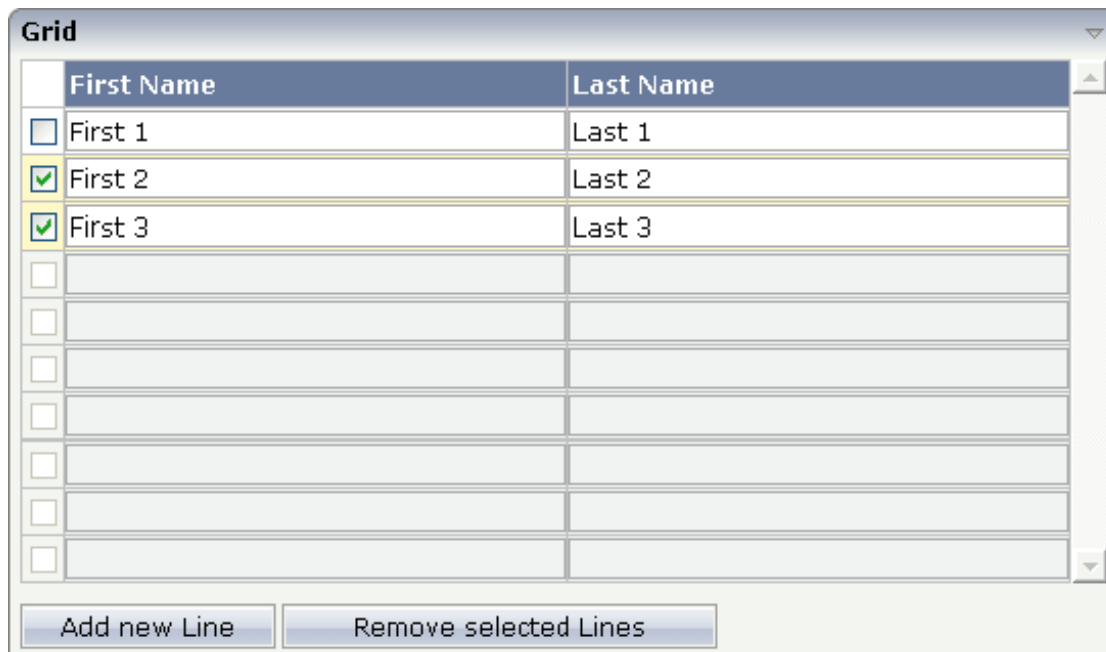 Grid
First Name Last Name
First 1 Last 1
First 2 Last 2
First 3 Last 3
Add new Line Remove selected Lines